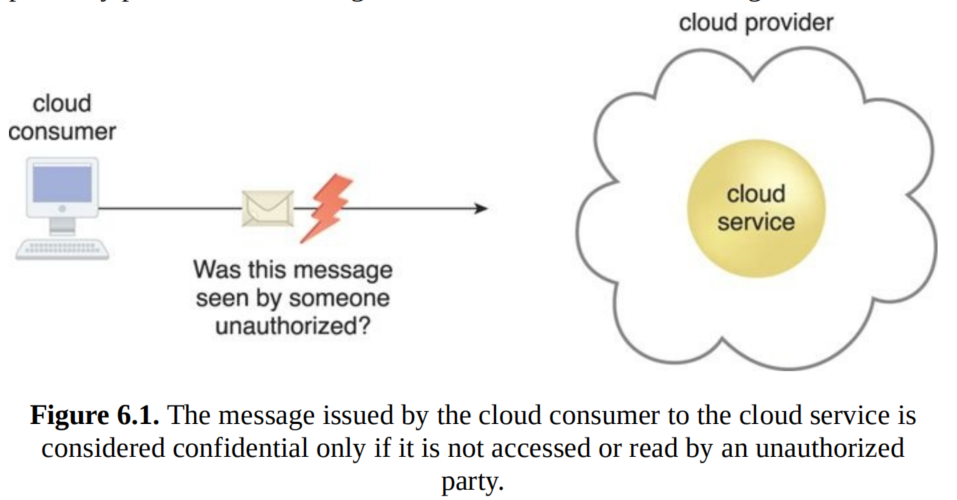 cloud provider
cloud
consumer
cloud
service
Was this message
seen by someone
unauthorized?
Figure 6.1. The message issued by the cloud consumer to the cloud service is
considered confidential only if it is not accessed or read by an unauthorized
party.